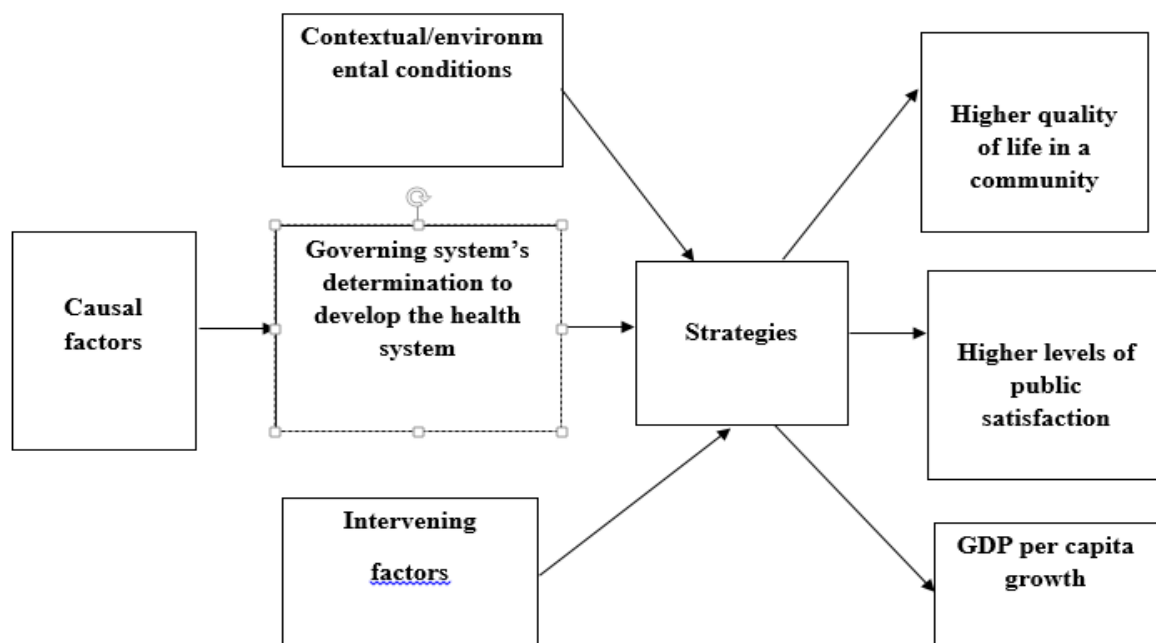 Contextual/environm
ental conditions
Higher quality
of life in a
community
Governing system's
determination to
develop the health
system
Causal
factors
Strategies
Higher levels of
public
satisfaction
Intervening
factors
GDP per capita
growth